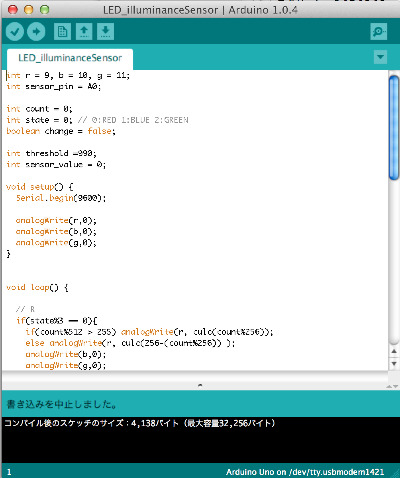 LED_illuminanceSensor | Arduino 1.0.4
LED_illuminanceSensor
int r = 9, b = 10, g = 11;
int sensor_pin = A0;
int count = 0;
int state = 0; // 0:RED 1:BLUE 2:GREEN
boolean change = false;
int threshold =990;
int sensor_value = 0;
void setup() {
Serial.begin(9600);
analogWrite(r,0);
analogWrite(b,0);
analogWrite(g,0);
}
void loop() {
// R
if(state%3 == 0){
if(count%512 > 255) analogWrite(r, culc(count%256));
else analogWrite(r, culc(256-(count%256)) );
analogWrite(b,0);
analogWrite(g,0);
書き込みを中止しました。
コンパイル後のスケッチのサイズ：4,138バイト（最大容量32,256バイト）
1
Arduino Uno on /dev/tty.usbmodem1421